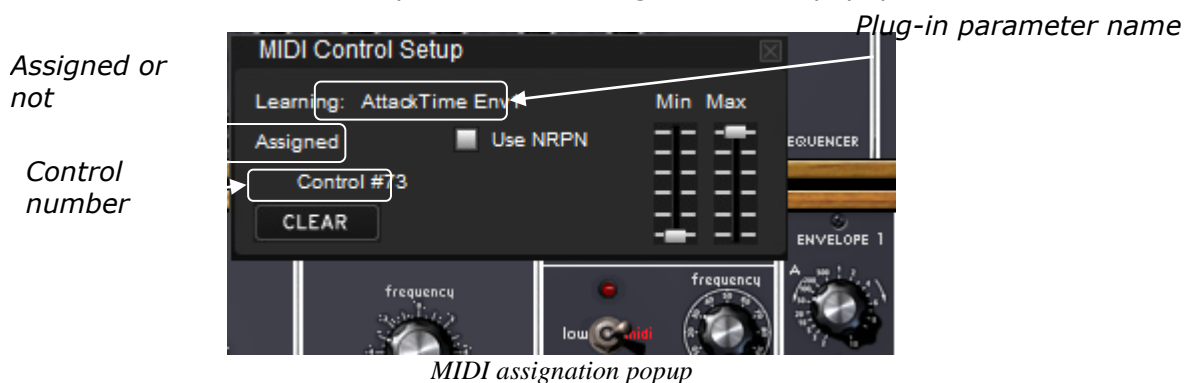 Plug-in parameter name
MIDI Control Setup
Assigned or
not
Learning: AttackTime Env1
Min Max
Assigned
Use NRPN
EQUENCER
Control
number
Control #73
CLEAR
ENVELOPE 1
A
frequency
frequency
low midi
MIDI assignation popup